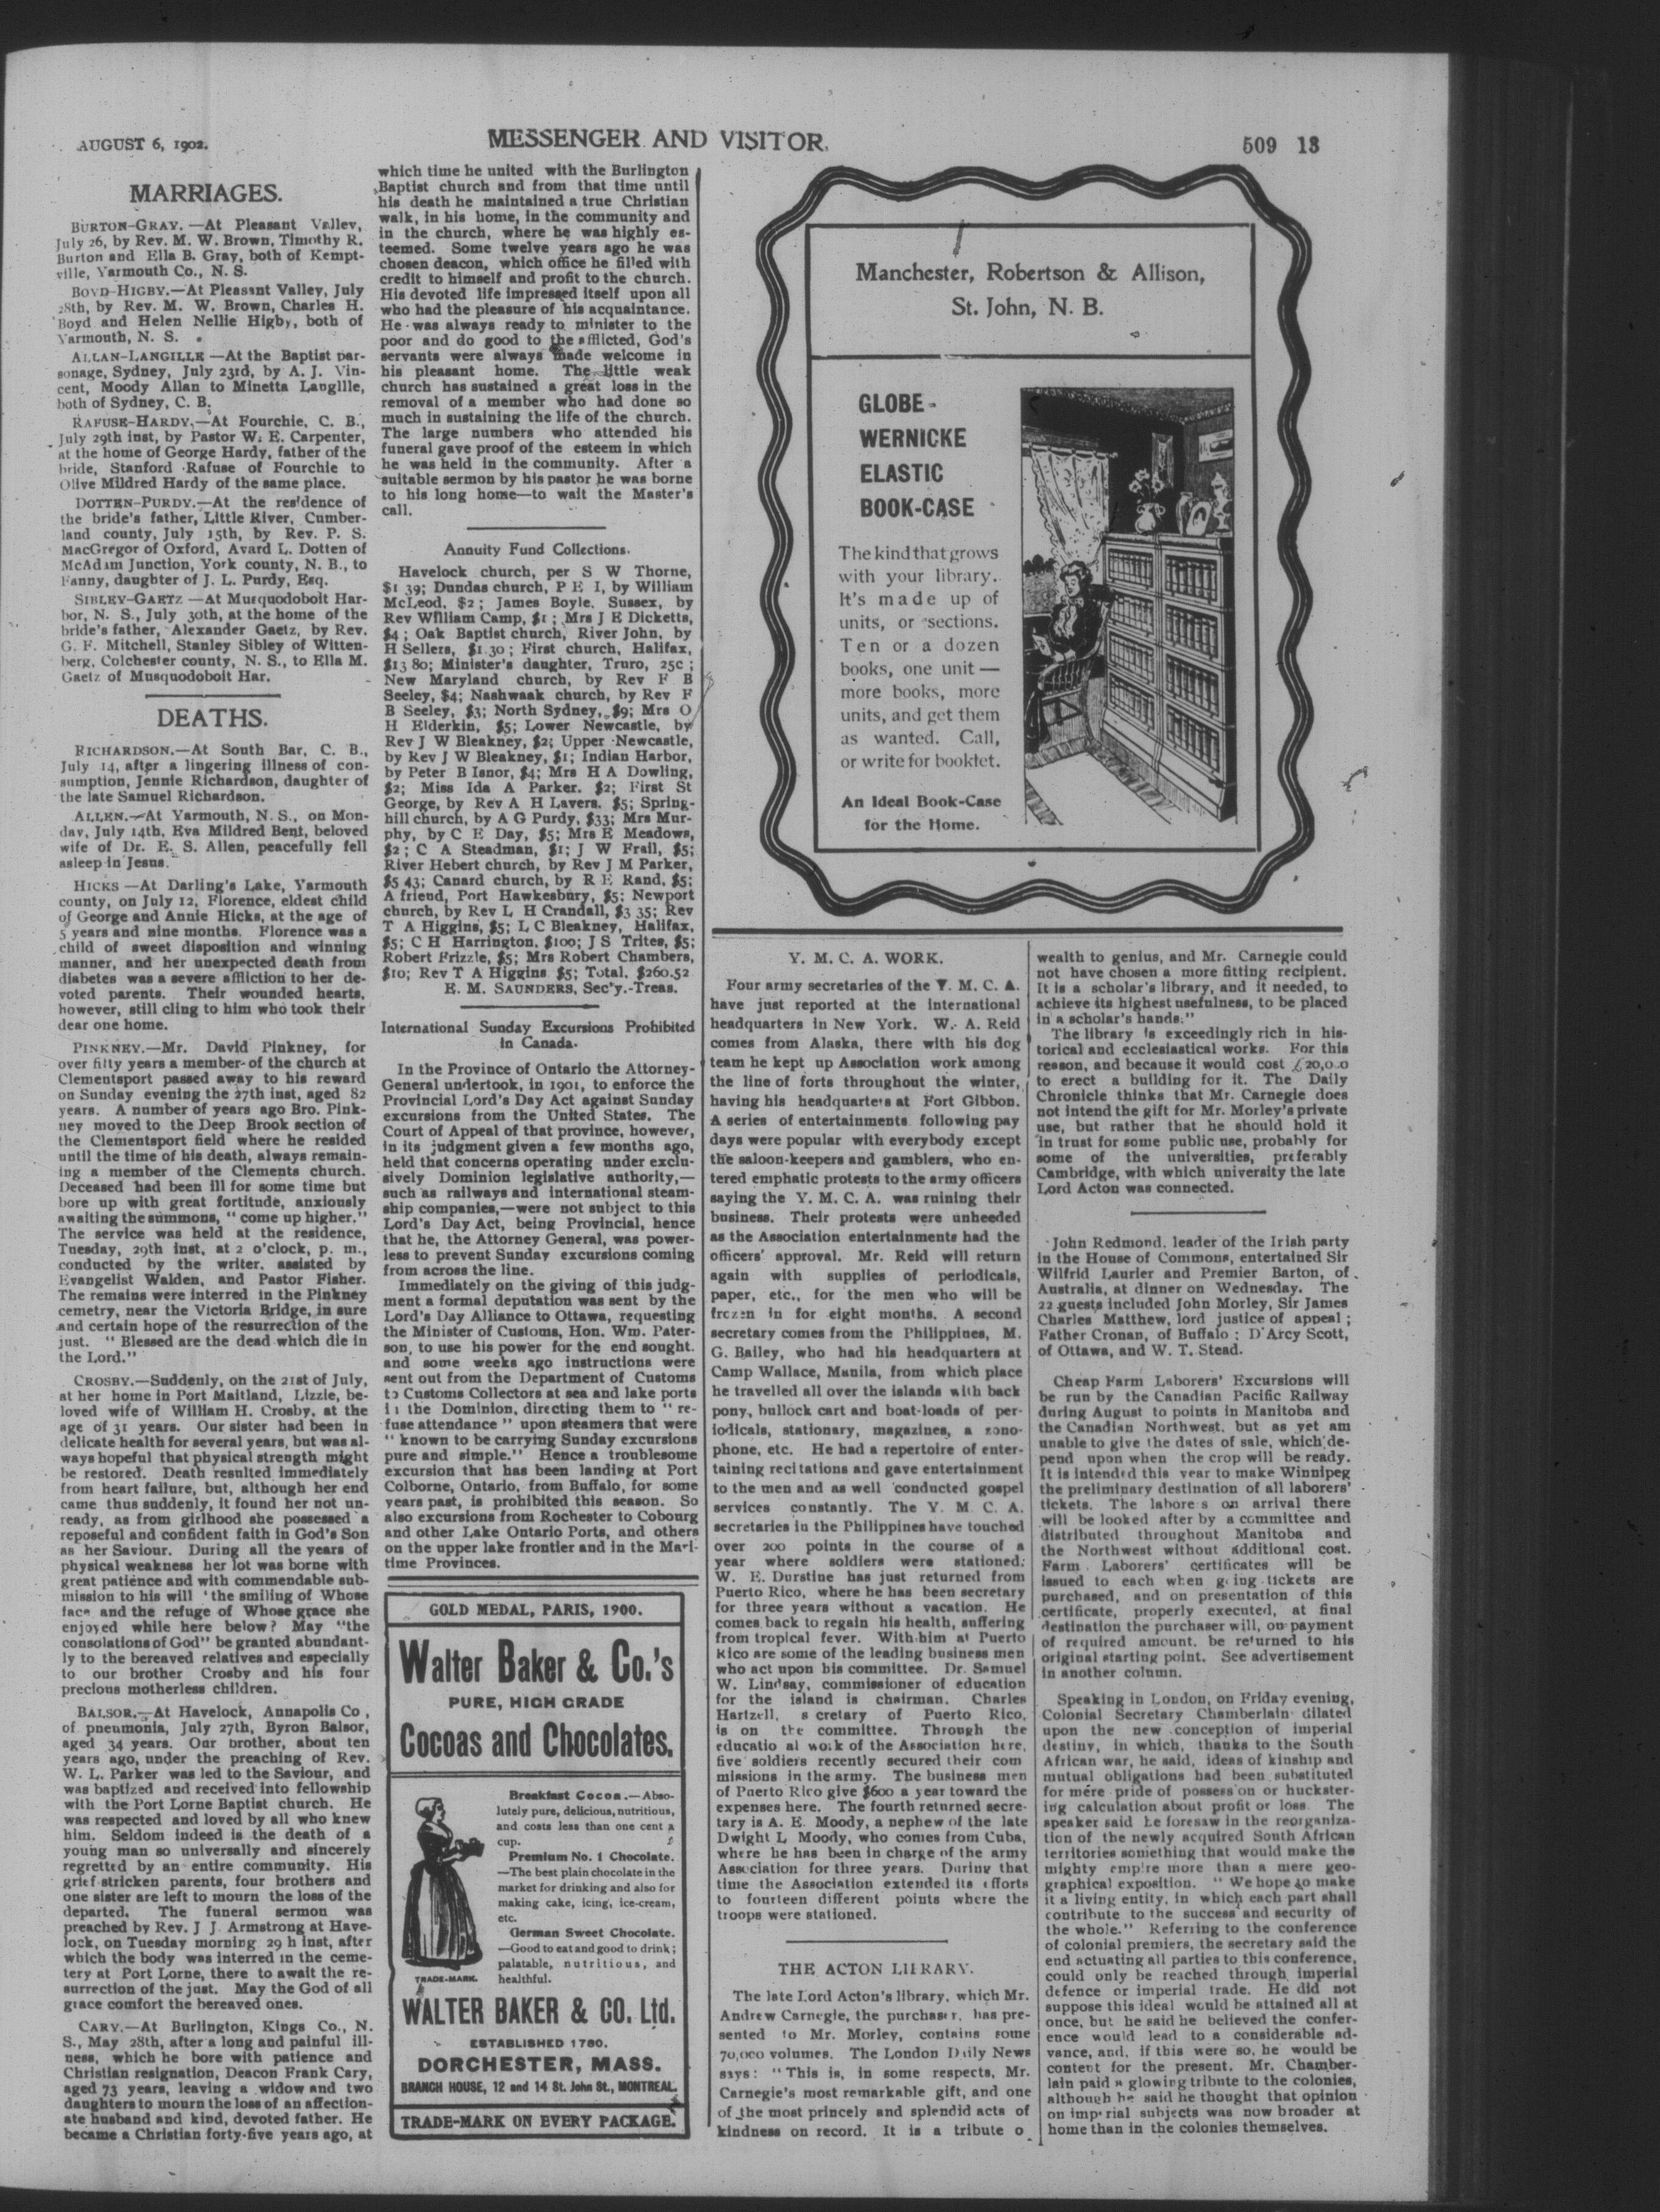 AUGUST 6, 1902.
MESSENGER AND VISITOR.
509 13
MARRIAGES.
BURTON-GRAY. —At Pleasant Valley,
July 26, by Rev. M. W. Brown, Timothy R.
Burton and Ella B. Gray, both of Kempt-
ville, Yarmouth Co., N. S.
BOYD-HIGBY.—At Pleasant Valley, July
28th, by Rev. M. W. Brown, Charles H.
Boyd and Helen Nellie Higby, both of
Yarmouth, N. S.
ALLAN-LANGILLE —At the Baptist par-
sonage, Sydney, July 23rd, by A. J. Vin-
cent, Moody Allan to Minetta Langille,
both of Sydney, C. B.
RAFUSE-HARDY.—At Fourchie, C. B.,
July 29th inst, by Pastor W. E. Carpenter,
at the home of George Hardy, father of the
bride, Stanford Rafuse of Fourchie to
Olive Mildred Hardy of the same place.
DOTTEN-PURDY.—At the residence of
the bride's father, Little River, Cumber-
land county, July 15th, by Rev. P. S.
MacGregor of Oxford, Avard L. Dotten of
McAdam Junction, York county, N. B., to
Fanny, daughter of J. L. Purdy, Esq.
SIBLEY-GAETZ —At Musquodoboit Har-
bor, N. S., July 30th, at the home of the
bride's father, Alexander Gaetz, by Rev.
G. F. Mitchell, Stanley Sibley of Witten-
berg, Colchester county, N. S., to Ella M.
Gaetz of Musquodoboit Har.
DEATHS.
RICHARDSON.—At South Bar, C. B.,
July 14, after a lingering illness of con-
sumption, Jennie Richardson, daughter of
the late Samuel Richardson.
ALLEN.—At Yarmouth, N. S., on Mon-
day, July 14th, Eva Mildred Bent, beloved
wife of Dr. E. S. Allen, peacefully fell
asleep in Jesus.
HICKS —At Darling's Lake, Yarmouth
county, on July 12, Florence, eldest child
of George and Annie Hicks, at the age of
5 years and nine months. Florence was a
child of sweet disposition and winning
manner, and her unexpected death from
diabetes was a severe affliction to her de-
voted parents. Their wounded hearts,
however, still cling to him who took their
dear one home.
PINKNEY.—Mr. David Pinkney, for
over fifty years a member of the church at
Clementsport passed away to his reward
on Sunday evening the 27th inst, aged 82
years. A number of years ago Bro. Pink-
ney moved to the Deep Brook section of
the Clementsport field where he resided
until the time of his death, always remain-
ing a member of the Clements church.
Deceased had been ill for some time but
bore up with great fortitude, anxiously
awaiting the summons, " come up higher."
The service was held at the residence,
Tuesday, 29th inst, at 2 o'clock, p. m.,
conducted by the writer, assisted by
Evangelist Walden, and Pastor Fisher.
The remains were interred in the Pinkney
cemetry, near the Victoria Bridge, in sure
and certain hope of the resurrection of the
just. " Blessed are the dead which die in
the Lord."
CROSBY.—Suddenly, on the 21st of July,
at her home in Port Maitland, Lizzie, be-
loved wife of William H. Crosby, at the
age of 31 years. Our sister had been in
delicate health for several years, but was al-
ways hopeful that physical strength might
be restored. Death resulted immediately
from heart failure, but, although her end
came thus suddenly, it found her not un-
ready, as from girlhood she possessed a
reposeful and confident faith in God's Son
as her Saviour. During all the years of
physical weakness her lot was borne with
great patience and with commendable sub-
mission to his will 'the smiling of Whose
face and the refuge of Whose grace she
enjoyed while here below? May "the
consolations of God" be granted abundant-
ly to the bereaved relatives and especially
to our brother Crosby and his four
precious motherless children.
BALSOR.—At Havelock, Annapolis Co ,
of pneumonia, July 27th, Byron Balsor,
aged 34 years. Our brother, about ten
years ago, under the preaching of Rev.
W. L. Parker was led to the Saviour, and
was baptized and received into fellowship
with the Port Lorne Baptist church. He
was respected and loved by all who knew
him. Seldom indeed is the death of a
young man so universally and sincerely
regretted by an entire community. His
grief stricken parents, four brothers and
one sister are left to mourn the loss of the
departed. The funeral sermon was
preached by Rev. J J. Armstrong at Have-
lock, on Tuesday morning 29 h inst, after
which the body was interred in the ceme-
tery at Port Lorne, there to await the re-
surrection of the just. May the God of all
grace comfort the bereaved ones.
CARY.—At Burlington, Kings Co., N.
S., May 28th, after a long and painful ill-
ness, which he bore with patience and
Christian resignation, Deacon Frank Cary,
aged 73 years, leaving a widow and two
daughters to mourn the loss of an affection-
ate husband and kind, devoted father. He
became a Christian forty-five years ago, at
which time he united with the Burlington
Baptist church and from that time until
his death he maintained a true Christian
walk, in his home, in the community and
in the church, where he was highly es-
teemed. Some twelve years ago he was
chosen deacon, which office he filled with
credit to himself and profit to the church.
His devoted life impressed itself upon all
who had the pleasure of his acquaintance.
He was always ready to minister to the
poor and do good to the afflicted, God's
servants were always made welcome in
his pleasant home. The little weak
church has sustained a great loss in the
removal of a member who had done so
much in sustaining the life of the church.
The large numbers who attended his
funeral gave proof of the esteem in which
he was held in the community. After a
suitable sermon by his pastor he was borne
to his long home—to wait the Master's
call.
Annuity Fund Collections.
Havelock church, per S W Thorne,
$1 39; Dundas church, P E I, by William
McLeod, $2 ; James Boyle, Sussex, by
Rev William Camp, $1 ; Mrs J E Dicketts,
$4 ; Oak Baptist church, River John, by
H Sellers, $1.30 ; First church, Halifax,
$13 80; Minister's daughter, Truro, 25c ;
New Maryland church, by Rev F B
Seeley, $4; Nashwaak church, by Rev F
B Seeley, $3; North Sydney, $9; Mrs O
H Elderkin, $5; Lower Newcastle, by
Rev J W Bleakney, $2; Upper Newcastle,
by Rev J W Bleakney, $1; Indian Harbor,
by Peter B Isnor, $4; Mrs H A Dowling,
$2; Miss Ida A Parker. $2; First St
George, by Rev A H Lavers. $5; Spring-
hill church, by A G Purdy, $33; Mrs Mur-
phy, by C E Day, $5; Mrs E Meadows,
$2 ; C A Steadman, $1; J W Frail, $5;
River Hebert church, by Rev J M Parker,
$5 43; Canard church, by R E Rand, $5;
A friend, Port Hawkesbury, $5; Newport
church, by Rev L H Crandall, $3 35; Rev
T A Higgins, $5; L C Bleakney, Halifax,
$5; C H Harrington, $100; J S Trites, $5;
Robert Frizzle, $5; Mrs Robert Chambers,
$10; Rev T A Higgins $5; Total, $260.52
E. M. SAUNDERS, Sec'y.-Treas.
International Sunday Excursions Prohibited
in Canada.
In the Province of Ontario the Attorney-
General undertook, in 1901, to enforce the
Provincial Lord's Day Act against Sunday
excursions from the United States. The
Court of Appeal of that province, however,
in its judgment given a few months ago,
held that concerns operating under exclu-
sively Dominion legislative authority,—
such as railways and international steam-
ship companies,—were not subject to this
Lord's Day Act, being Provincial, hence
that he, the Attorney General, was power-
less to prevent Sunday excursions coming
from across the line.
Immediately on the giving of this judg-
ment a formal deputation was sent by the
Lord's Day Alliance to Ottawa, requesting
the Minister of Customs, Hon. Wm. Pater-
son, to use his power for the end sought.
and some weeks ago instructions were
sent out from the Department of Customs
to Customs Collectors at sea and lake ports
in the Dominion, directing them to " re-
fuse attendance " upon steamers that were
" known to be carrying Sunday excursions
pure and simple." Hence a troublesome
excursion that has been landing at Port
Colborne, Ontario, from Buffalo, for some
years past, is prohibited this season. So
also excursions from Rochester to Cobourg
and other Lake Ontario Ports, and others
on the upper lake frontier and in the Mari-
time Provinces.
GOLD MEDAL, PARIS, 1900.
Walter Baker & Co.'s
PURE, HIGH GRADE
Cocoas and Chocolates.
Breakfast Cocoa.—Abso-
lutely pure, delicious, nutritious,
and costs less than one cent a
cup.
Premium No. 1 Chocolate.
—The best plain chocolate in the
market for drinking and also for
making cake, icing, ice-cream,
etc.
German Sweet Chocolate.
—Good to eat and good to drink ;
palatable, nutritious, and
healthful.
TRADE-MARK.
WALTER BAKER & CO. Ltd.
ESTABLISHED 1780.
DORCHESTER, MASS.
BRANCH HOUSE, 12 and 14 St. John St., MONTREAL.
TRADE-MARK ON EVERY PACKAGE.
Manchester, Robertson & Allison,
St. John, N. B.
GLOBE-
WERNICKE
ELASTIC
BOOK-CASE
The kind that grows
with your library.
It's made up of
units, or sections.
Ten or a dozen
books, one unit —
more books, more
units, and get them
as wanted. Call,
or write for booklet.
An Ideal Book-Case
for the Home.
Y. M. C. A. WORK.
Four army secretaries of the Y. M. C. A.
have just reported at the international
headquarters in New York. W. A. Reid
comes from Alaska, there with his dog
team he kept up Association work among
the line of forts throughout the winter,
having his headquarters at Fort Gibbon.
A series of entertainments following pay
days were popular with everybody except
the saloon-keepers and gamblers, who en-
tered emphatic protests to the army officers
saying the Y. M. C. A. was ruining their
business. Their protests were unheeded
as the Association entertainments had the
officers' approval. Mr. Reid will return
again with supplies of periodicals,
paper, etc., for the men who will be
frozen in for eight months. A second
secretary comes from the Philippines, M.
G. Bailey, who had his headquarters at
Camp Wallace, Manila, from which place
he travelled all over the islands with back
pony, bullock cart and boat-loads of per-
iodicals, stationary, magazines, a zono-
phone, etc. He had a repertoire of enter-
taining recitations and gave entertainment
to the men and as well conducted gospel
services constantly. The Y. M. C. A.
secretaries in the Philippines have touched
over 200 points in the course of a
year where soldiers were stationed.
W. E. Durstine has just returned from
Puerto Rico, where he has been secretary
for three years without a vacation. He
comes back to regain his health, suffering
from tropical fever. With him at Puerto
Rico are some of the leading business men
who act upon his committee. Dr. Samuel
W. Lindsay, commissioner of education
for the island is chairman. Charles
Hartzell, s cretary of Puerto Rico,
is on the committee. Through the
educatio al work of the Association here,
five soldiers recently secured their com
missions in the army. The business men
of Puerto Rico give $600 a year toward the
expenses here. The fourth returned secre-
tary is A. E. Moody, a nephew of the late
Dwight L Moody, who comes from Cuba,
where he has been in charge of the army
Association for three years. During that
time the Association extended its efforts
to fourteen different points where the
troops were stationed.
THE ACTON LIBRARY.
The late Lord Acton's library, which Mr.
Andrew Carnegie, the purchaser, has pre-
sented to Mr. Morley, contains some
70,000 volumes. The London Daily News
says: " This is, in some respects, Mr.
Carnegie's most remarkable gift, and one
of the most princely and splendid acts of
kindness on record. It is a tribute o
wealth to genius, and Mr. Carnegie could
not have chosen a more fitting recipient.
It is a scholar's library, and it needed, to
achieve its highest usefulness, to be placed
in a scholar's hands."
The library is exceedingly rich in his-
torical and ecclesiastical works. For this
reason, and because it would cost £20,000
to erect a building for it. The Daily
Chronicle thinks that Mr. Carnegie does
not intend the gift for Mr. Morley's private
use, but rather that he should hold it
in trust for some public use, probably for
some of the universities, preferably
Cambridge, with which university the late
Lord Acton was connected.
John Redmond, leader of the Irish party
in the House of Commons, entertained Sir
Wilfrid Laurier and Premier Barton, of
Australia, at dinner on Wednesday. The
22 guests included John Morley, Sir James
Charles Matthew, lord justice of appeal ;
Father Cronan, of Buffalo ; D'Arcy Scott,
of Ottawa, and W. T. Stead.
Cheap Farm Laborers' Excursions will
be run by the Canadian Pacific Railway
during August to points in Manitoba and
the Canadian Northwest, but as yet am
unable to give the dates of sale, which de-
pend upon when the crop will be ready.
It is intended this year to make Winnipeg
the preliminary destination of all laborers'
tickets. The labore s on arrival there
will be looked after by a committee and
distributed throughout Manitoba and
the Northwest without additional cost.
Farm Laborers' certificates will be
issued to each when going tickets are
purchased, and on presentation of this
certificate, properly executed, at final
destination the purchaser will, on payment
of required amount, be returned to his
original starting point. See advertisement
in another column.
Speaking in London, on Friday evening,
Colonial Secretary Chamberlain dilated
upon the new conception of imperial
destiny, in which, thanks to the South
African war, he said, ideas of kinship and
mutual obligations had been substituted
for mere pride of possession or huckster-
ing calculation about profit or loss. The
speaker said he foresaw in the reorganiza-
tion of the newly acquired South African
territories something that would make the
mighty empire more than a mere geo-
graphical exposition. " We hope to make
it a living entity, in which each part shall
contribute to the success and security of
the whole." Referring to the conference
of colonial premiers, the secretary said the
end actuating all parties to this conference,
could only be reached through imperial
defence or imperial trade. He did not
suppose this ideal would be attained all at
once, but he said he believed the confer-
ence would lead to a considerable ad-
vance, and, if this were so, he would be
content for the present. Mr. Chamber-
lain paid a glowing tribute to the colonies,
although he said he thought that opinion
on imperial subjects was now broader at
home than in the colonies themselves.